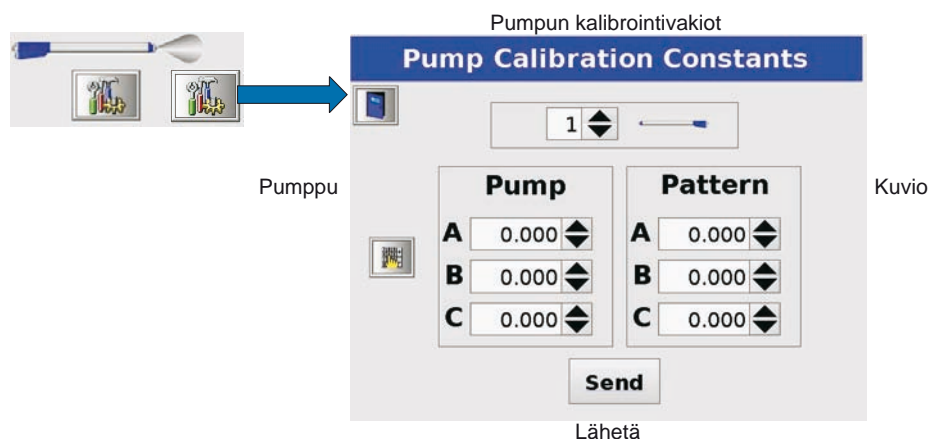 Pumpun kalibrointivakiot
Pump Calibration Constants
1
Pumppu
Pump
Pattern
Kuvio
A 0.000
A 0.000
B 0.000
B 0.000
C 0.000
C 0.000
Send
Lähetä